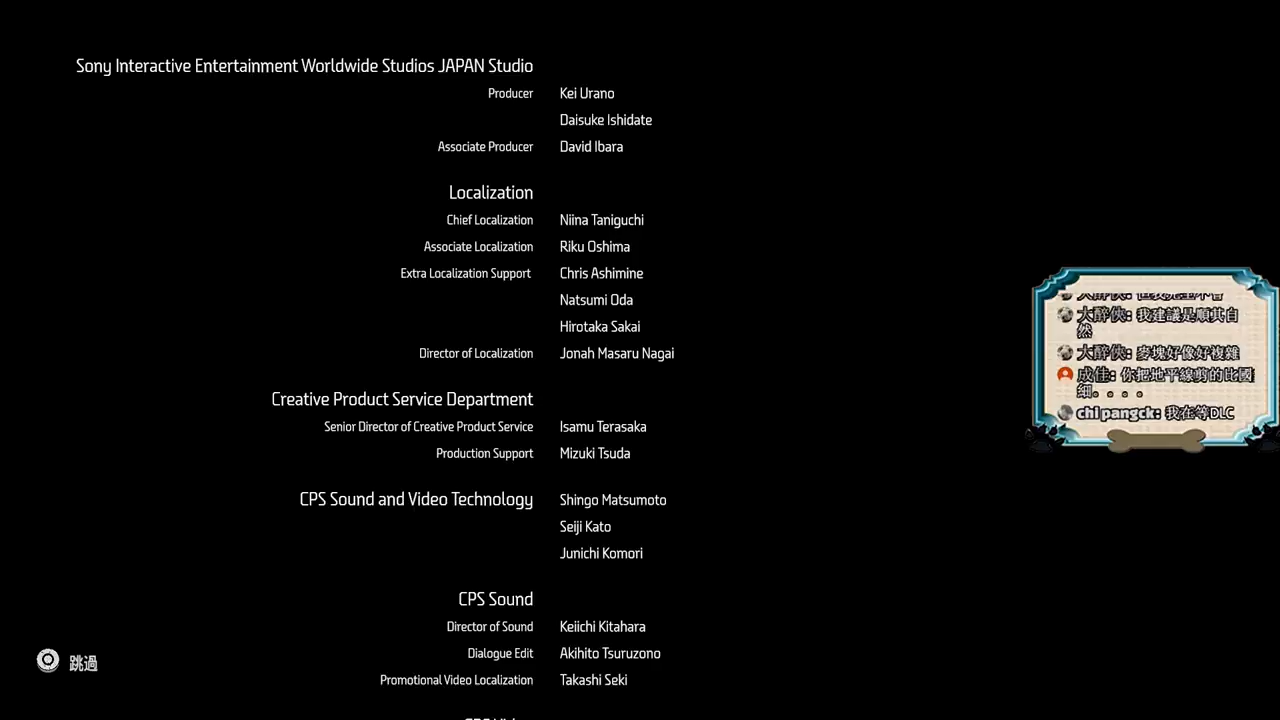 Sony Interactive Entertainment Worldwide Studios JAPAN Studio
Producer Kei Urano
Daisuke Ishidate
Associate Producer David Ibara
Localization
Chief Localization Niina Taniguchi
Associate Localization Riku Oshima
Extra Localization Support Chris Ashimine
Natsumi Oda
Hirotaka Sakai
Director of Localization Jonah Masaru Nagai
Creative Product Service Department
Senior Director of Creative Product Service Isamu Terasaka
Production Support Mizuki Tsuda
CPS Sound and Video Technology Shingo Matsumoto
Seiji Kato
Junichi Komori
CPS Sound
Director of Sound Keiichi Kitahara
Dialogue Edit Akihito Tsuruzono
Promotional Video Localization Takashi Seki
跳過
大醉俠: 我建議是順其自
然
大醉俠: 麥塊好像好複雜
成佳: 你把地平線剪的比國
細。。。。
chi pangck: 我在等DLC